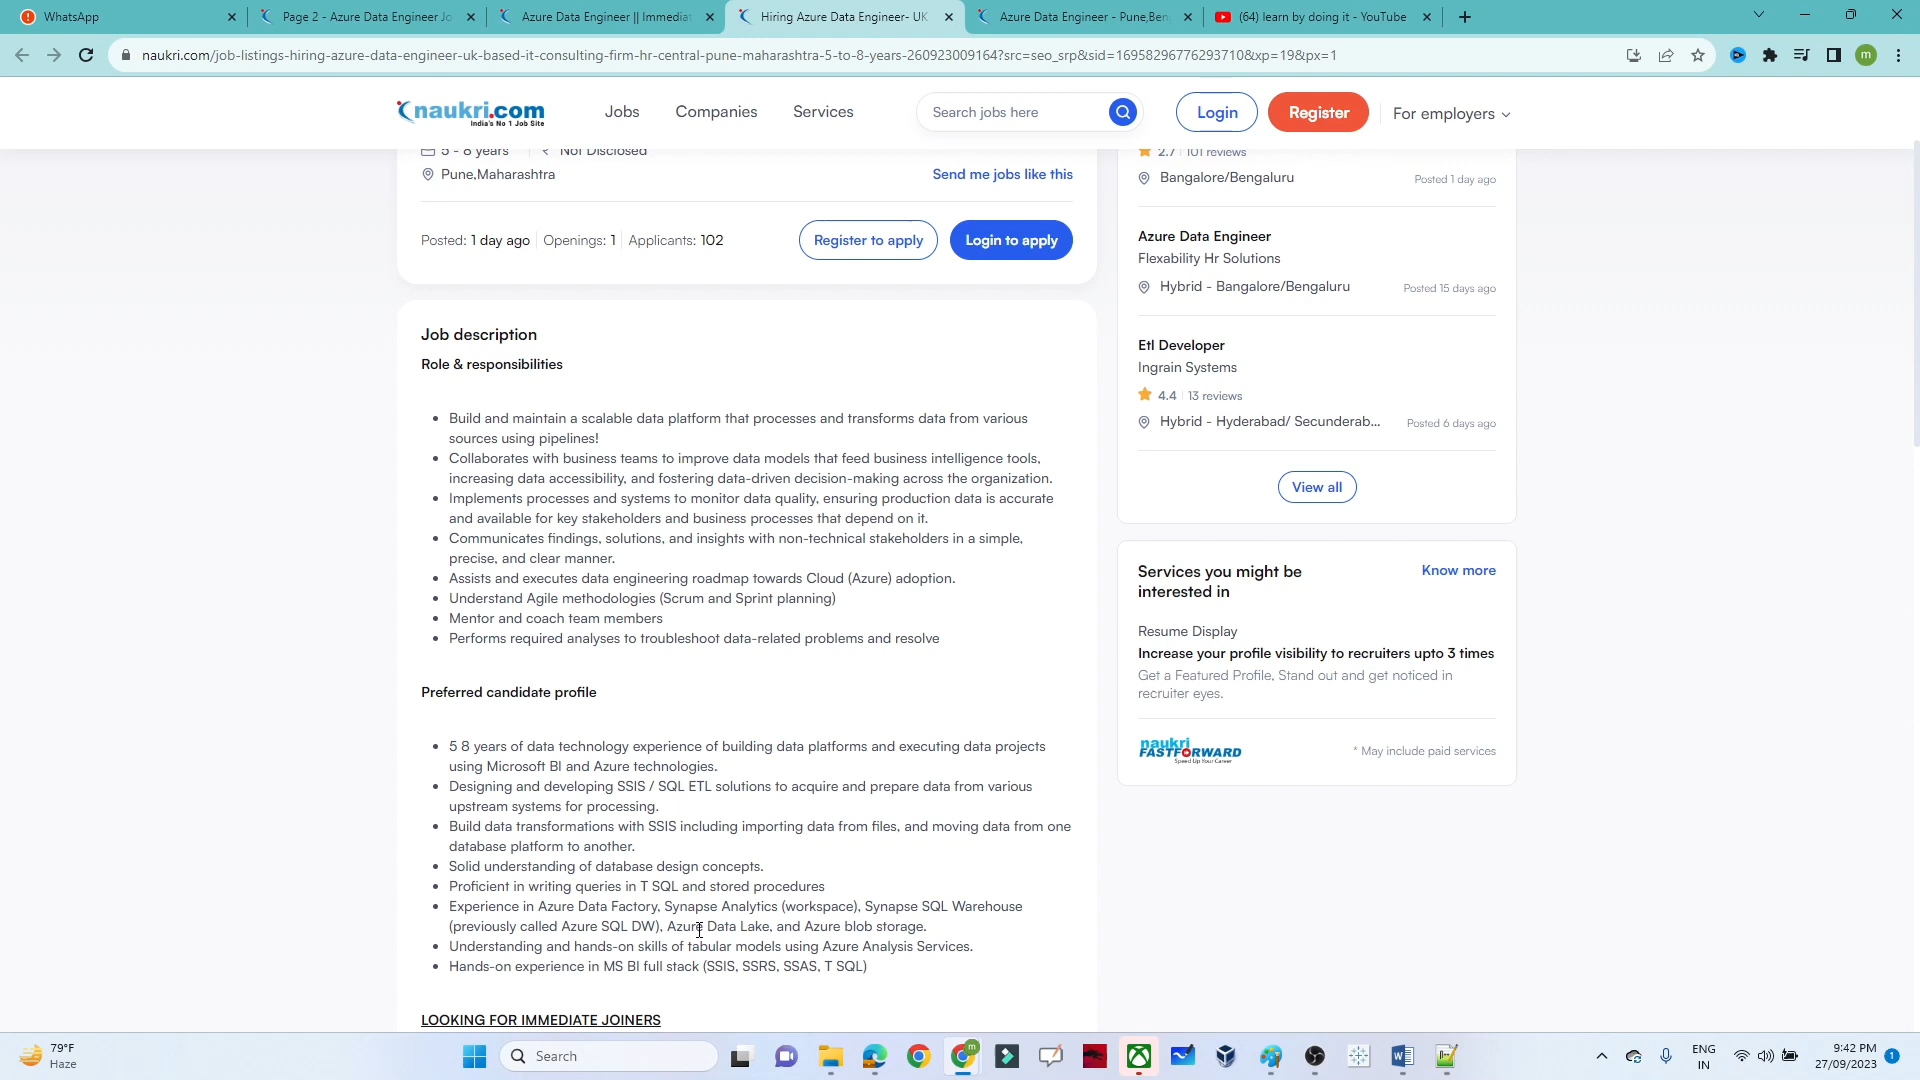 WhatsApp
Page 2 - Azure Data Engineer Jo
Azure Data Engineer || Immediat
Hiring Azure Data Engineer- UK
Azure Data Engineer - Pune,Ben
(64) learn by doing it - YouTube
naukri.com/job-listings-hiring-azure-data-engineer-uk-based-it-consulting-firm-hr-central-pune-maharashtra-5-to-8-years-260923009164?src=seo_srp&sid=16958296776293710&xp=19&px=1
m
naukri.com
India's No 1 Job Site
Jobs
Companies
Services
Search jobs here
Login
Register
For employers
5 - 8 years
Not Disclosed
Pune,Maharashtra
Send me jobs like this
Posted: 1 day ago
Openings: 1
Applicants: 102
Register to apply
Login to apply
Job description
Role & responsibilities
Build and maintain a scalable data platform that processes and transforms data from various
sources using pipelines!
Collaborates with business teams to improve data models that feed business intelligence tools,
increasing data accessibility, and fostering data-driven decision-making across the organization.
Implements processes and systems to monitor data quality, ensuring production data is accurate
and available for key stakeholders and business processes that depend on it.
Communicates findings, solutions, and insights with non-technical stakeholders in a simple,
precise, and clear manner.
Assists and executes data engineering roadmap towards Cloud (Azure) adoption.
Understand Agile methodologies (Scrum and Sprint planning)
Mentor and coach team members
Performs required analyses to troubleshoot data-related problems and resolve
Preferred candidate profile
5 8 years of data technology experience of building data platforms and executing data projects
using Microsoft BI and Azure technologies.
Designing and developing SSIS / SQL ETL solutions to acquire and prepare data from various
upstream systems for processing.
Build data transformations with SSIS including importing data from files, and moving data from one
database platform to another.
Solid understanding of database design concepts.
Proficient in writing queries in T SQL and stored procedures
Experience in Azure Data Factory, Synapse Analytics (workspace), Synapse SQL Warehouse
(previously called Azure SQL DW), Azure Data Lake, and Azure blob storage.
Understanding and hands-on skills of tabular models using Azure Analysis Services.
Hands-on experience in MS BI full stack (SSIS, SSRS, SSAS, T SQL)
LOOKING FOR IMMEDIATE JOINERS
2.7
101 reviews
Bangalore/Bengaluru
Posted 1 day ago
Azure Data Engineer
Flexability Hr Solutions
Hybrid - Bangalore/Bengaluru
Posted 15 days ago
Etl Developer
Ingrain Systems
4.4
13 reviews
Hybrid - Hyderabad/ Secunderab...
Posted 6 days ago
View all
Services you might be
interested in
Know more
Resume Display
Increase your profile visibility to recruiters upto 3 times
Get a Featured Profile, Stand out and get noticed in
recruiter eyes.
naukri
FASTFORWARD
Speed Up Your Career
* May include paid services
79°F
Haze
Search
m
ENG
IN
9:42 PM
27/09/2023
1